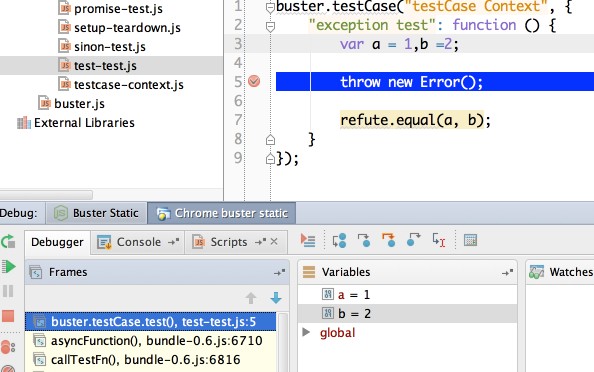 promise-test.js
setup-teardown.js
sinon-test.js
test-test.js
testcase-context.js
buster.js
External Libraries
1 buster.testCase("testCase Context", {
2 "exception test": function () {
3 var a = 1,b =2;
4
5 throw new Error();
6
7 refute.equal(a, b);
8 }
9 });
Debug: Buster Static Chrome buster static
Debugger Console Scripts
Frames
buster.testCase.test(), test-test.js:5
asyncFunction(), bundle-0.6.js:6710
callTestFn(), bundle-0.6.js:6816
Variables
a = 1
b = 2
global
Watches